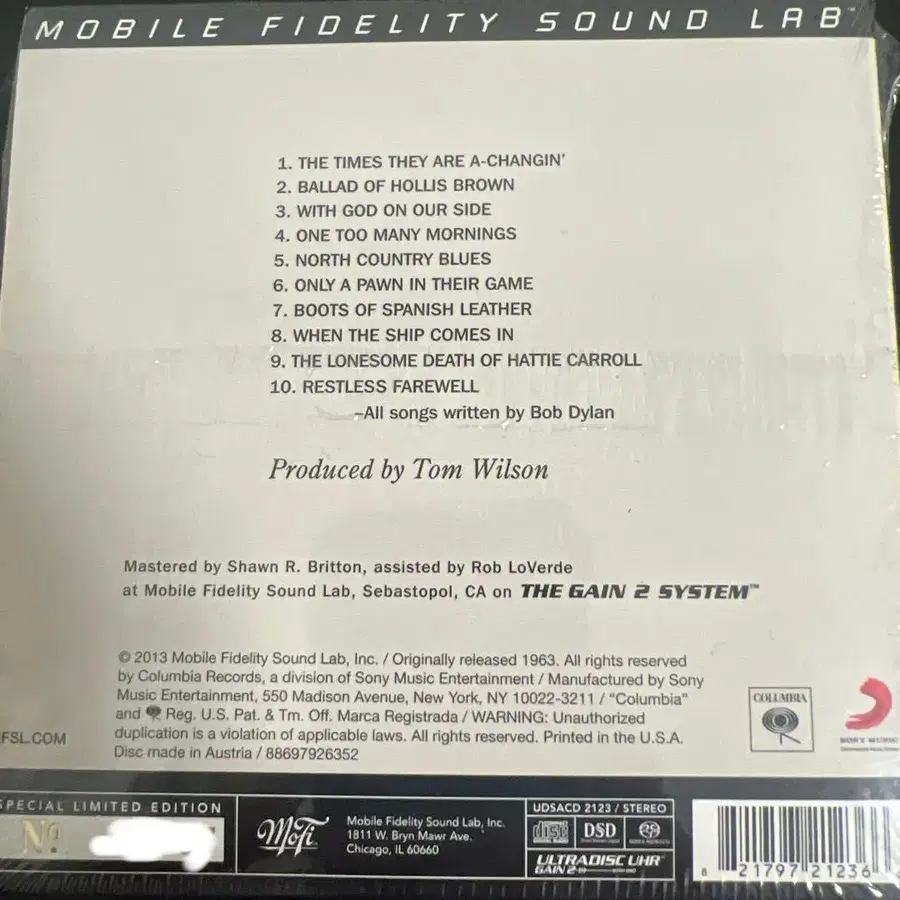 MOBILE FIDELITY SOUND LAB™
1. THE TIMES THEY ARE A-CHANGIN'
2. BALLAD OF HOLLIS BROWN
3. WITH GOD ON OUR SIDE
4. ONE TOO MANY MORNINGS
5. NORTH COUNTRY BLUES
6. ONLY A PAWN IN THEIR GAME
7. BOOTS OF SPANISH LEATHER
8. WHEN THE SHIP COMES IN
9. THE LONESOME DEATH OF HATTIE CARROLL
10. RESTLESS FAREWELL
–All songs written by Bob Dylan
Produced by Tom Wilson
Mastered by Shawn R. Britton, assisted by Rob LoVerde
at Mobile Fidelity Sound Lab, Sebastopol, CA on THE GAIN 2 SYSTEM™
© 2013 Mobile Fidelity Sound Lab, Inc. / Originally released 1963. All rights reserved
by Columbia Records, a division of Sony Music Entertainment / Manufactured by Sony
Music Entertainment, 550 Madison Avenue, New York, NY 10022-3211 / "Columbia"
and Reg. U.S. Pat. & Tm. Off. Marca Registrada / WARNING: Unauthorized
duplication is a violation of applicable laws. All rights reserved. Printed in the U.S.A.
Disc made in Austria / 88697926352
FSL.COM
COLUMBIA
SONY MUSIC
SPECIAL LIMITED EDITION
No
MoFi
Mobile Fidelity Sound Lab, Inc.
1811 W. Bryn Mawr Ave.
Chicago, IL 60660
UDSACD 2123 / STEREO
disc
DSD
ULTRADISC UHR™
GAIN 2
8 21797 21236